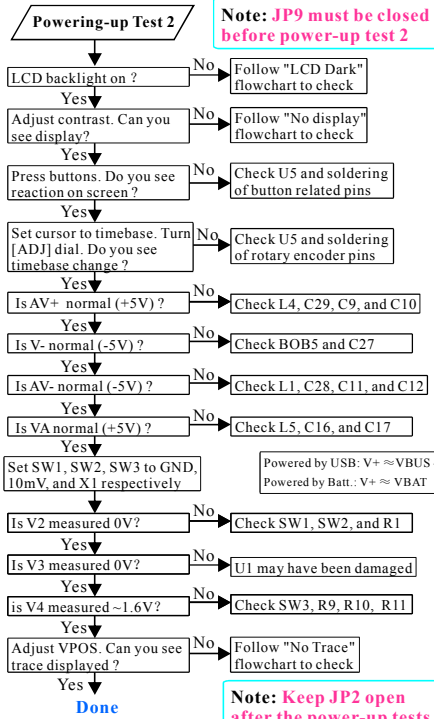 Powering-up Test 2
Note: JP9 must be closed
before power-up test 2
LCD backlight on ?
No
Follow "LCD Dark"
flowchart to check
Yes
Adjust contrast. Can you
see display?
No
Follow "No display"
flowchart to check
Yes
Press buttons. Do you see
reaction on screen ?
No
Check U5 and soldering
of button related pins
Yes
Set cursor to timebase. Turn
[ADJ] dial. Do you see
timebase change ?
No
Check U5 and soldering
of rotary encoder pins
Yes
Is AV+ normal (+5V) ?
No
Check L4, C29, C9, and C10
Yes
Is V- normal (-5V) ?
No
Check BOB5 and C27
Yes
Is AV- normal (-5V) ?
No
Check L1, C28, C11, and C12
Yes
Is VA normal (+5V) ?
No
Check L5, C16, and C17
Yes
Set SW1, SW2, SW3 to GND,
10mV, and X1 respectively
Powered by USB: V+ ≈VBUS
Powered by Batt.: V+ ≈ VBAT
Yes
Is V2 measured 0V?
No
Check SW1, SW2, and R1
Yes
Is V3 measured 0V?
No
U1 may have been damaged
Yes
is V4 measured ~1.6V?
No
Check SW3, R9, R10, R11
Yes
Adjust VPOS. Can you see
trace displayed ?
No
Follow "No Trace"
flowchart to check
Yes
Done
Note: Keep JP2 open
after the power-up tests